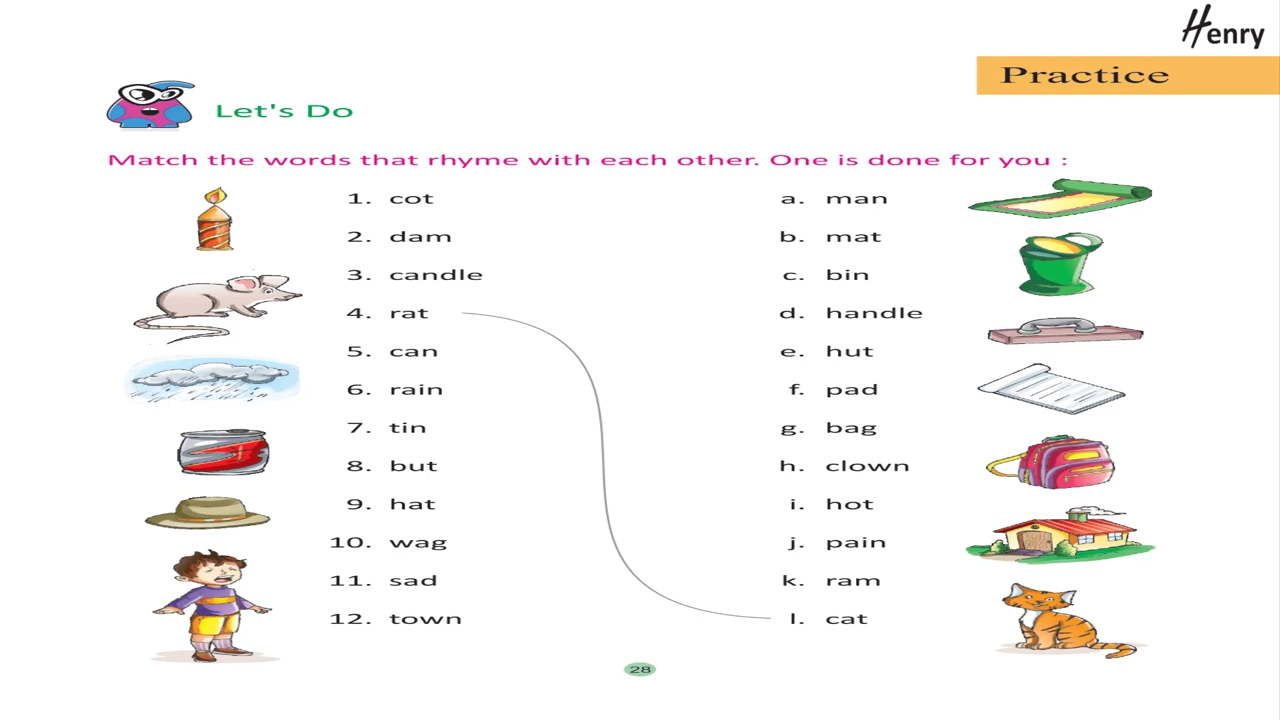 Henry
Practice
Let's Do
Match the words that rhyme with each other. One is done for you :
1. cot a. man
2. dam b. mat
3. candle c. bin
4. rat d. handle
5. can e. hut
6. rain f. pad
7. tin g. bag
8. but h. clown
9. hat i. hot
10. wag j. pain
11. sad k. ram
12. town l. cat
28